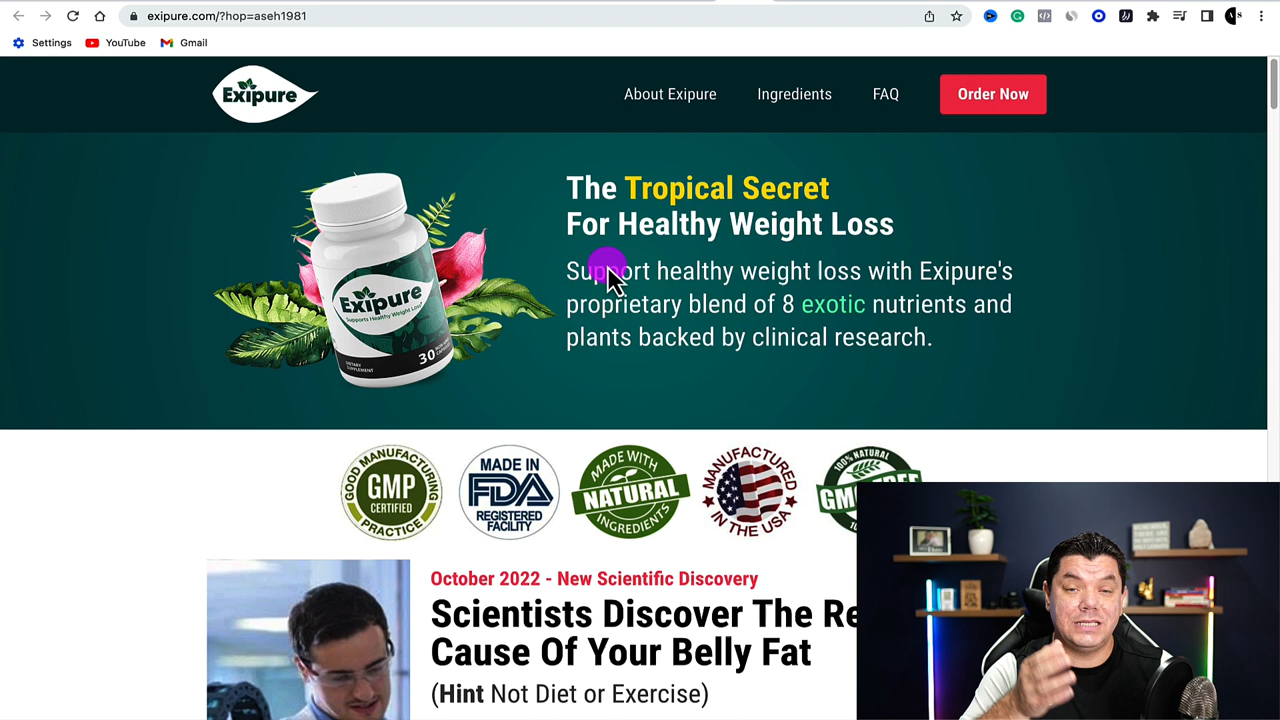 exipure.com/?hop=aseh1981
Settings
YouTube
Gmail
Exipure
About Exipure
Ingredients
FAQ
Order Now
The Tropical Secret
For Healthy Weight Loss
Support healthy weight loss with Exipure's
proprietary blend of 8 exotic nutrients and
plants backed by clinical research.
Exipure
Supports Healthy Weight Loss
DIETARY
SUPPLEMENT
30
GOOD MANUFACTURING
GMP
CERTIFIED
PRACTICE
MADE IN
FDA
REGISTERED
FACILITY
MADE WITH
NATURAL
INGREDIENTS
MANUFACTURED
IN THE USA
100% NATURAL
October 2022 - New Scientific Discovery
Scientists Discover The
Cause Of Your Belly Fat
(Hint Not Diet or Exercise)